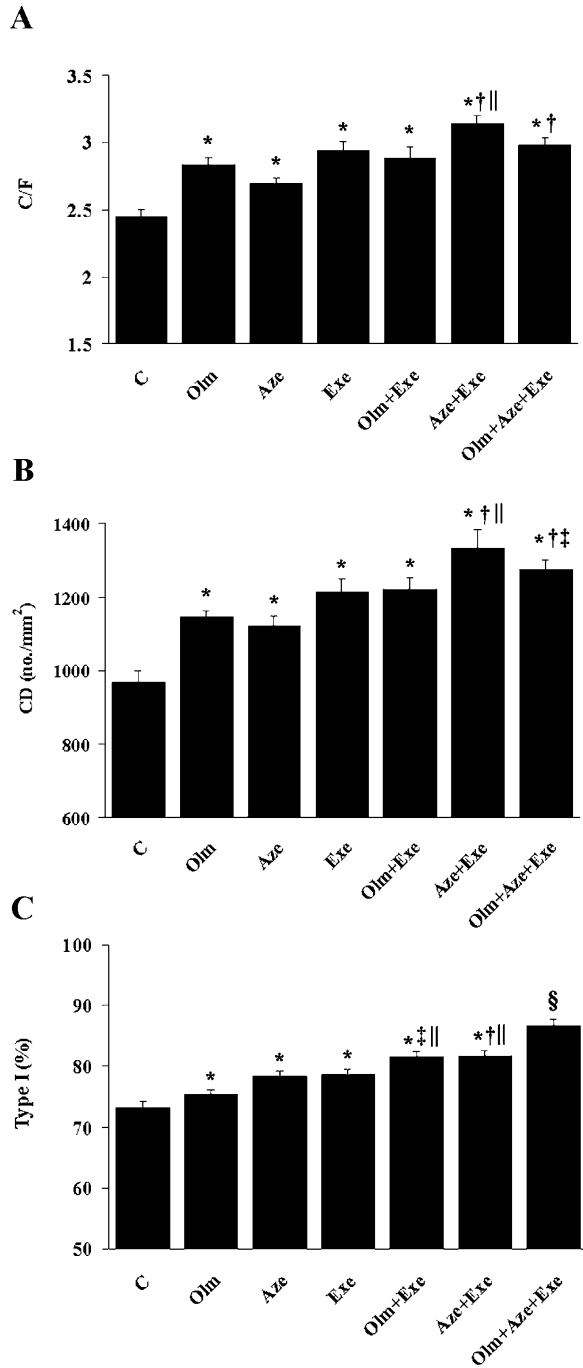 A
C/F
3.5
3
2.5
2
1.5
*
*
*
*
*†||
*†
C
Olm
Aze
Exe
Olm+Exe
Aze+Exe
Olm+Aze+Exe
B
CD (no./mm²)
1400
1200
1000
800
600
*
*
*
*
*†||
*†‡
C
Olm
Aze
Exe
Olm+Exe
Aze+Exe
Olm+Aze+Exe
C
Type I (%)
100
90
80
70
60
50
*
*
*
*‡||
*†||
§
C
Olm
Aze
Exe
Olm+Exe
Aze+Exe
Olm+Aze+Exe